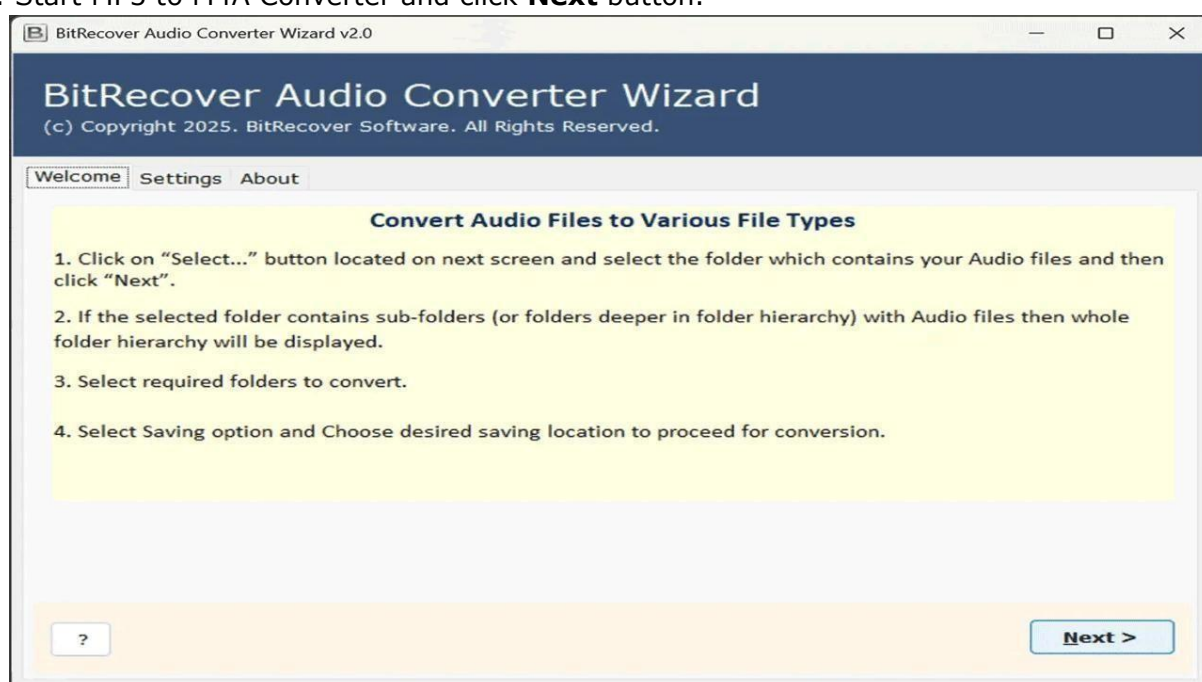 Start MP3 to M4A Converter and click Next button.
BitRecover Audio Converter Wizard v2.0
BitRecover Audio Converter Wizard
(c) Copyright 2025. BitRecover Software. All Rights Reserved.
Welcome Settings About
Convert Audio Files to Various File Types
1. Click on “Select...” button located on next screen and select the folder which contains your Audio files and then
click “Next”.
2. If the selected folder contains sub-folders (or folders deeper in folder hierarchy) with Audio files then whole
folder hierarchy will be displayed.
3. Select required folders to convert.
4. Select Saving option and Choose desired saving location to proceed for conversion.
? Next >